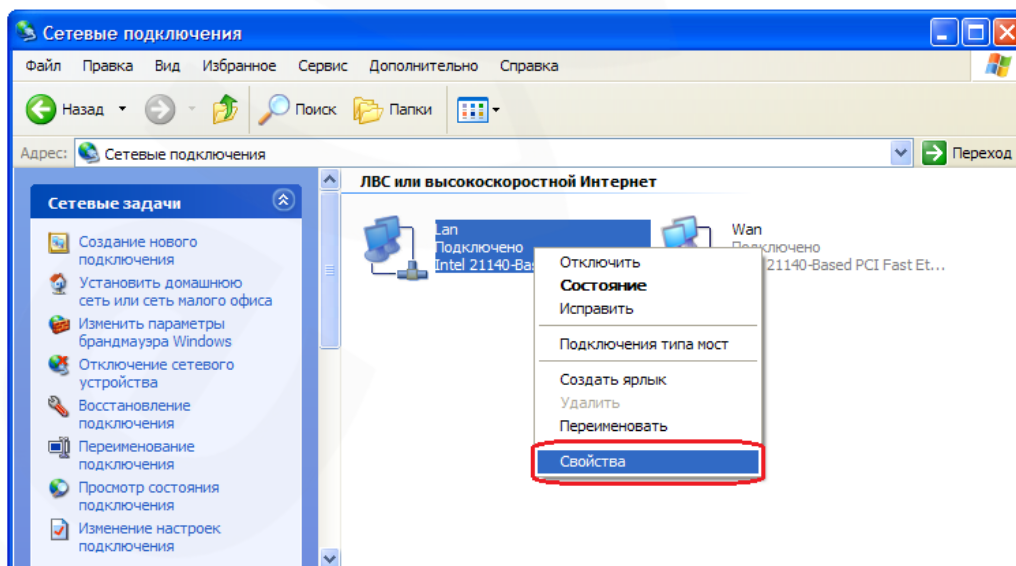 Сетевые подключения
Файл Правка Вид Избранное Сервис Дополнительно Справка
Назад Поиск Папки
Адрес: Сетевые подключения Переход
ЛВС или высокоскоростной Интернет
Сетевые задачи
Создание нового
подключения
Установить домашнюю
сеть или сеть малого офиса
Изменить параметры
брандмауэра Windows
Отключение сетевого
устройства
Восстановление
подключения
Переименование
подключения
Просмотр состояния
подключения
Изменение настроек
подключения
Lan
Подключено
Intel 21140-Bas
Wan
Подключено
21140-Based PCI Fast Et...
Отключить
Состояние
Исправить
Подключения типа мост
Создать ярлык
Удалить
Переименовать
Свойства